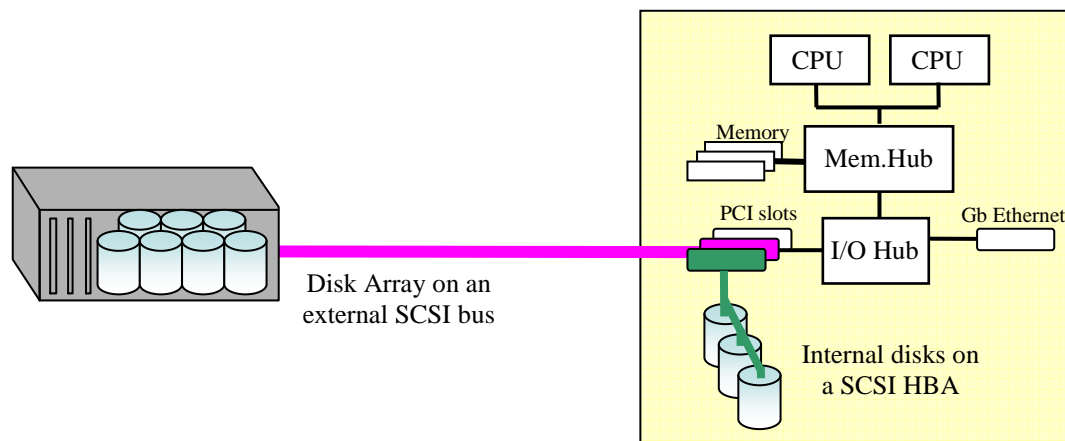 CPU
CPU
Memory
Mem.Hub
PCI slots
Gb Ethernet
I/O Hub
Disk Array on an
external SCSI bus
Internal disks on
a SCSI HBA